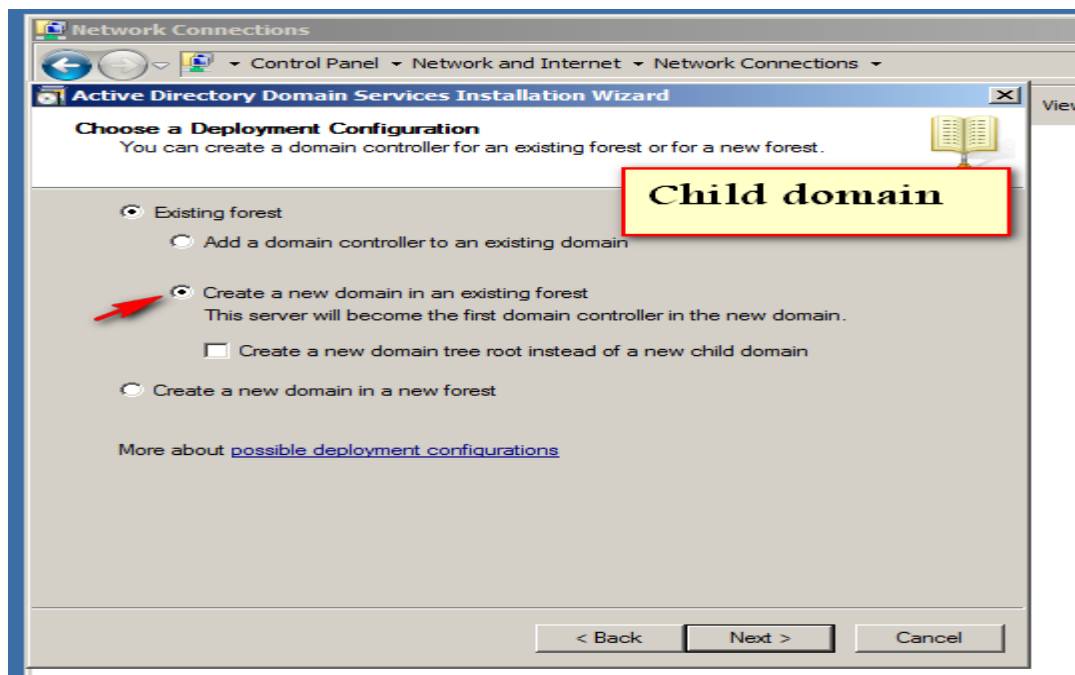 Network Connections
Control Panel Network and Internet Network Connections
Active Directory Domain Services Installation Wizard
View
Choose a Deployment Configuration
You can create a domain controller for an existing forest or for a new forest.
Child domain
Existing forest
Add a domain controller to an existing domain
Create a new domain in an existing forest
This server will become the first domain controller in the new domain.
Create a new domain tree root instead of a new child domain
Create a new domain in a new forest
More about possible deployment configurations
< Back Next > Cancel